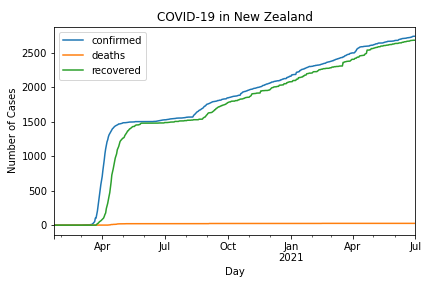 COVID-19 in New Zealand
confirmed
deaths
recovered
Number of Cases
2500
2000
1500
1000
500
0
Apr
Jul
Oct
Jan
2021
Apr
Jul
Day